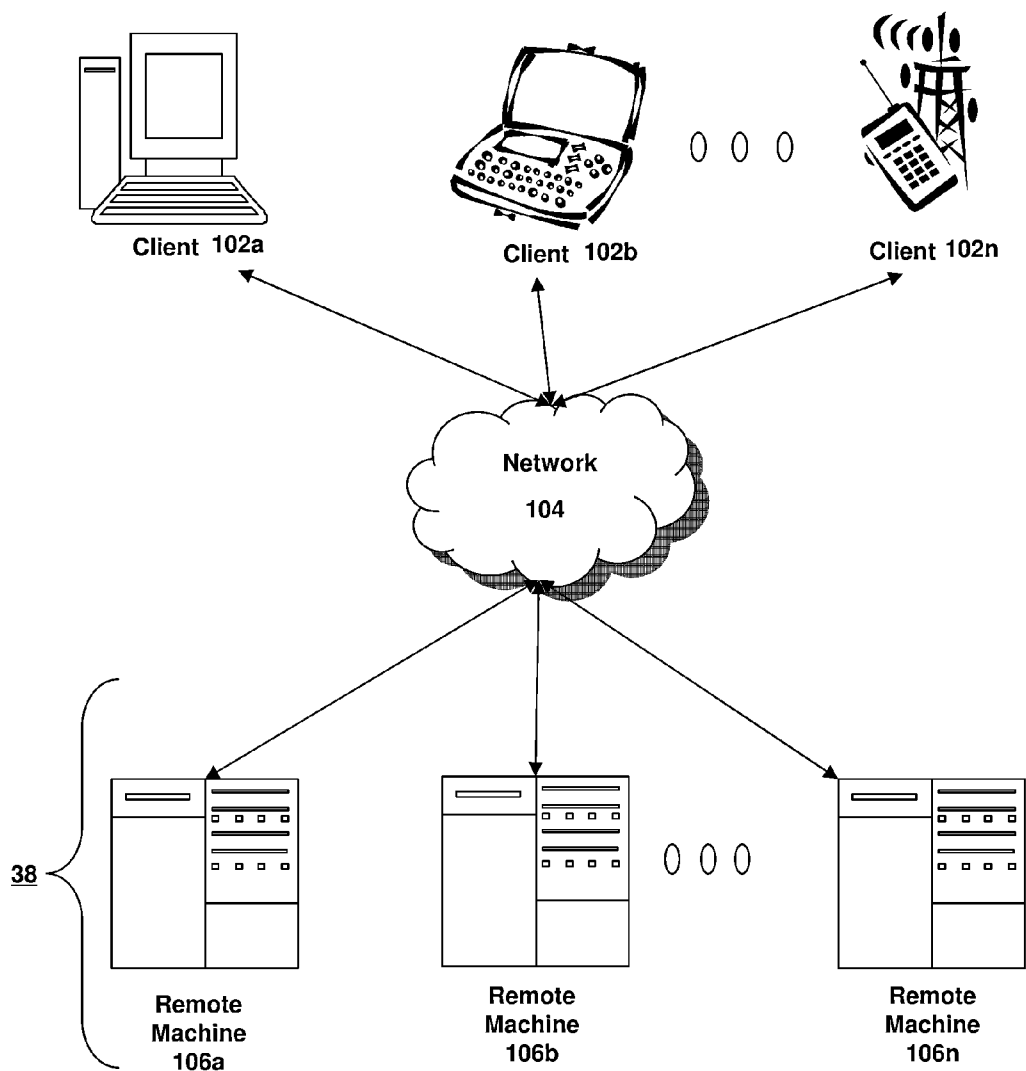 Client 102a
Client 102b
Client 102n
Network
104
38
Remote
Machine
106a
Remote
Machine
106b
Remote
Machine
106n